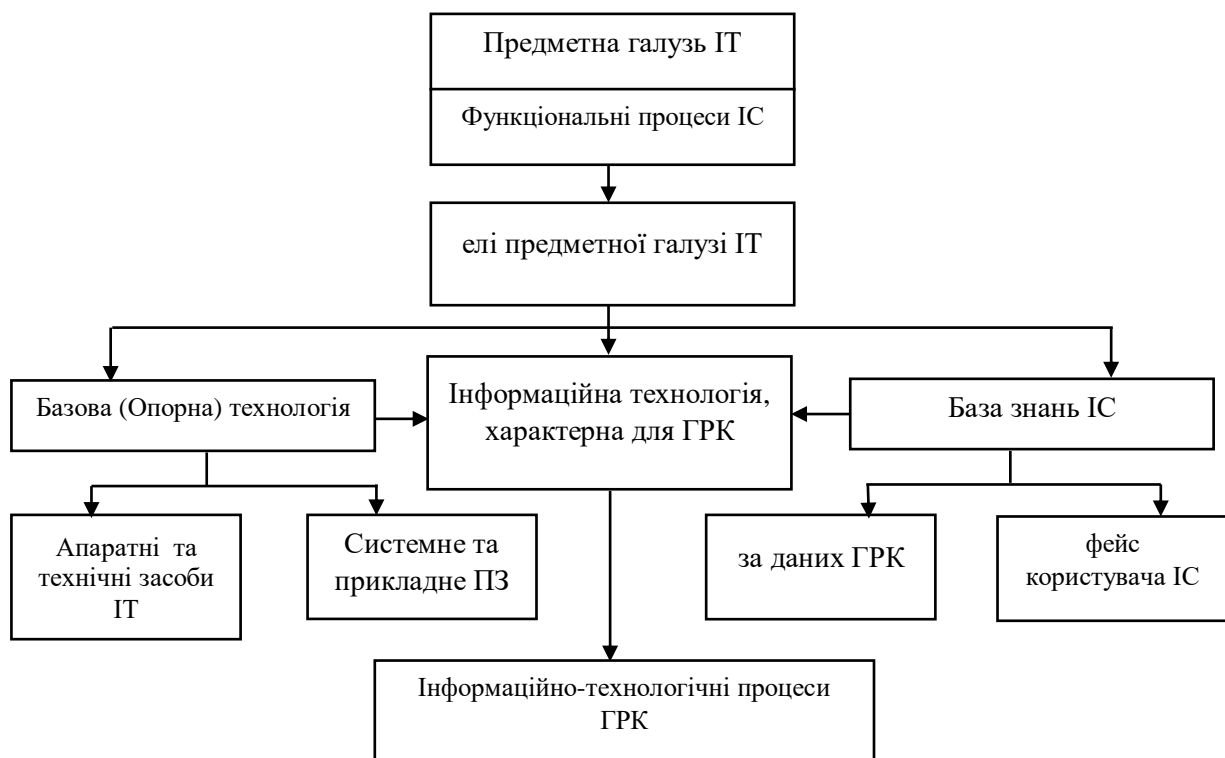 Предметна галузь ІТ
Функціональні процеси ІС
елі предметної галузі ІТ
Базова (Опорна) технологія
Інформаційна технологія,
характерна для ГРК
База знань ІС
Апаратні та
технічні засоби
ІТ
Системне та
прикладне ПЗ
за даних ГРК
фейс
користувача ІС
Інформаційно-технологічні процеси
ГРК